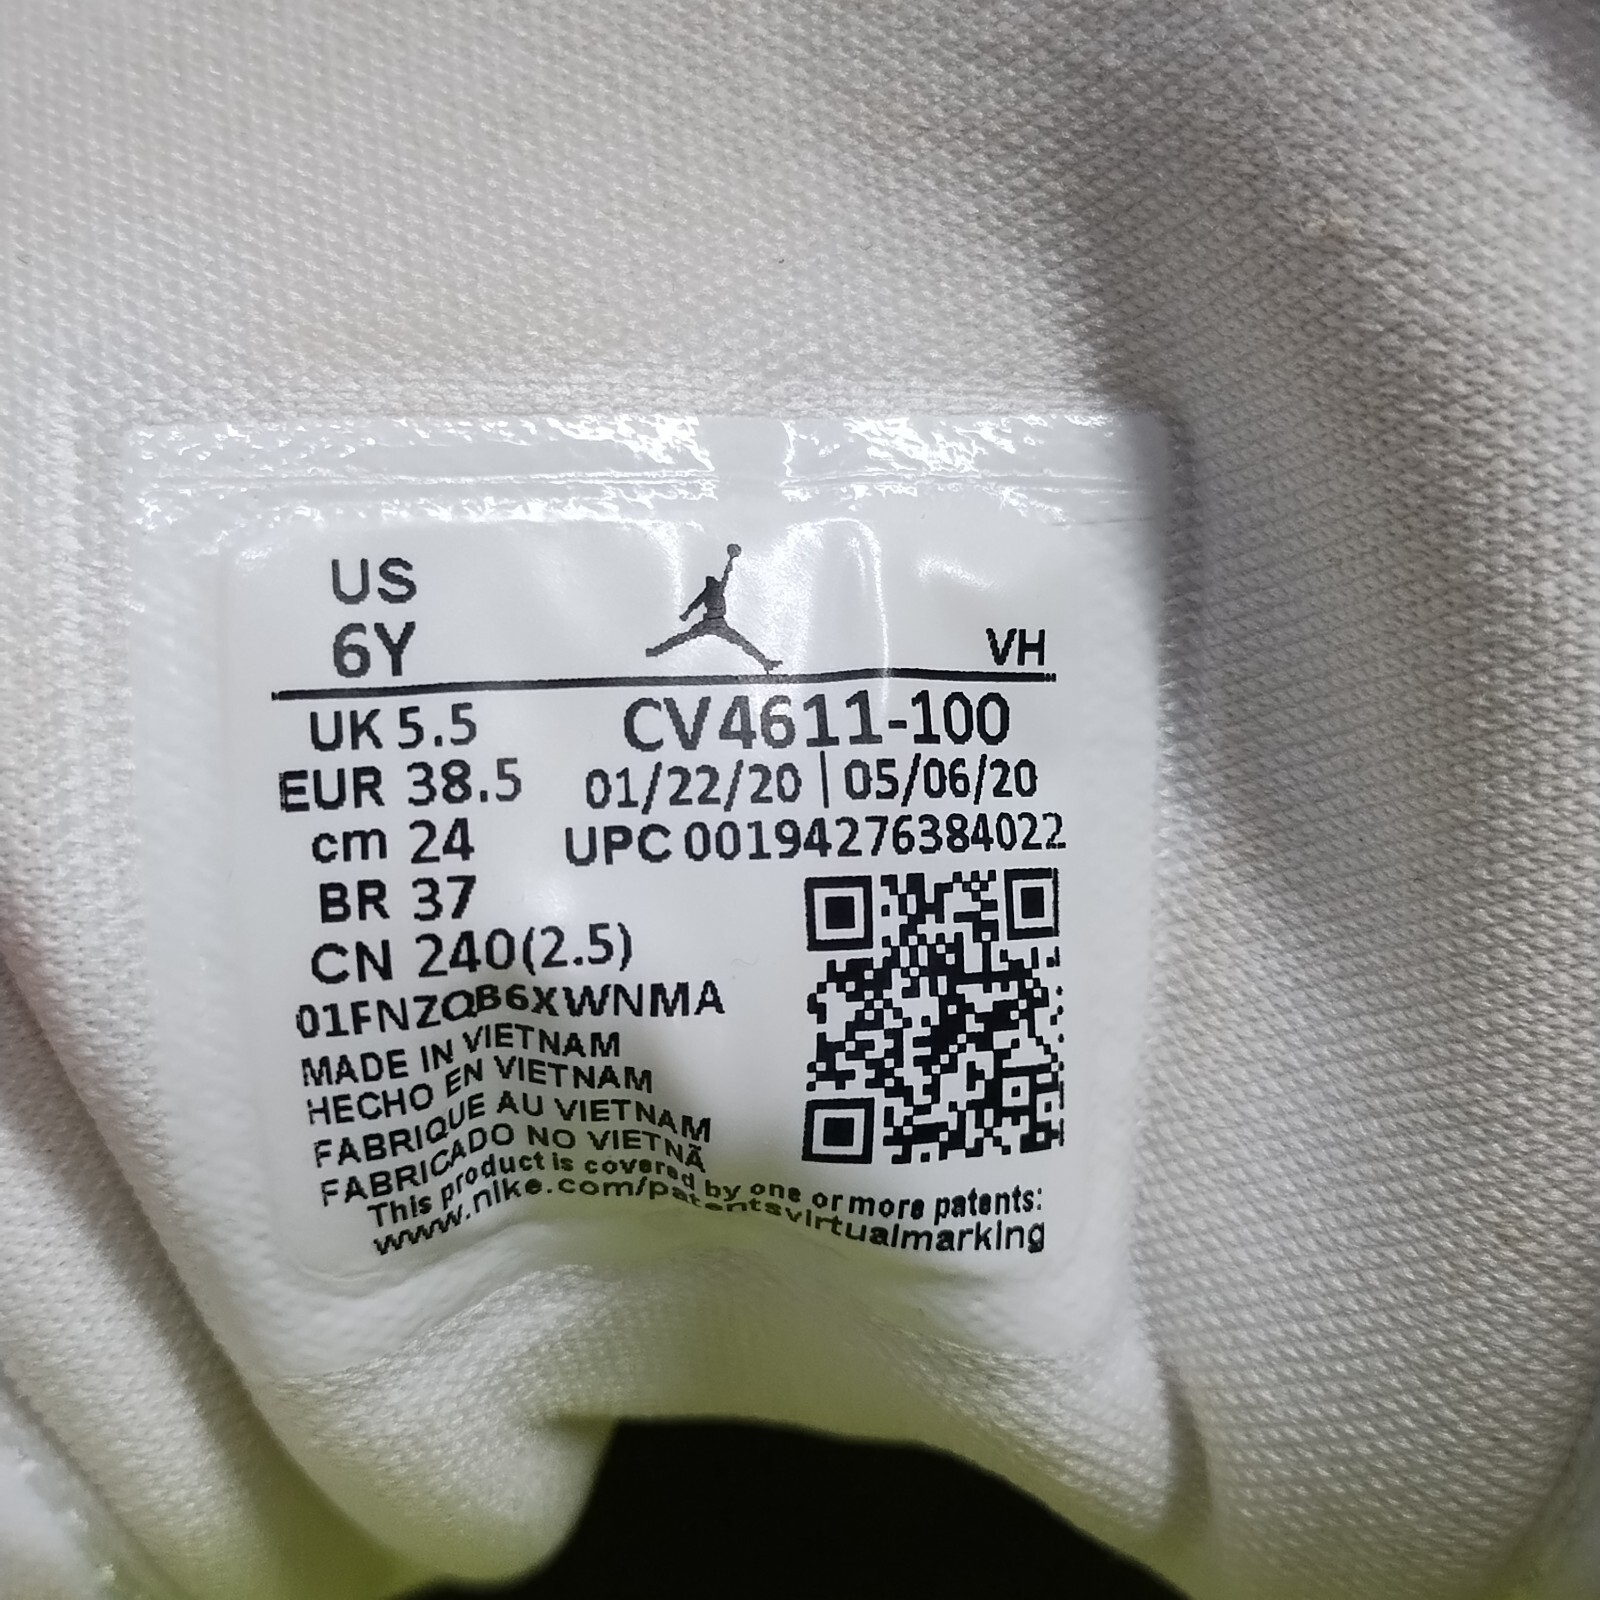 US
6Y
VH
UK 5.5
CV4611-100
EUR 38.5
01/22/20 | 05/06/20
cm 24
UPC 00194276384022
BR 37
CN 240(2.5)
01FNZQB6XWNMA
MADE IN VIETNAM
HECHO EN VIETNAM
FABRIQUE AU VIETNAM
FABRICADO NO VIETNÃ
This product is covered by one or more patents:
www.nike.com/patentsvirtualmarking